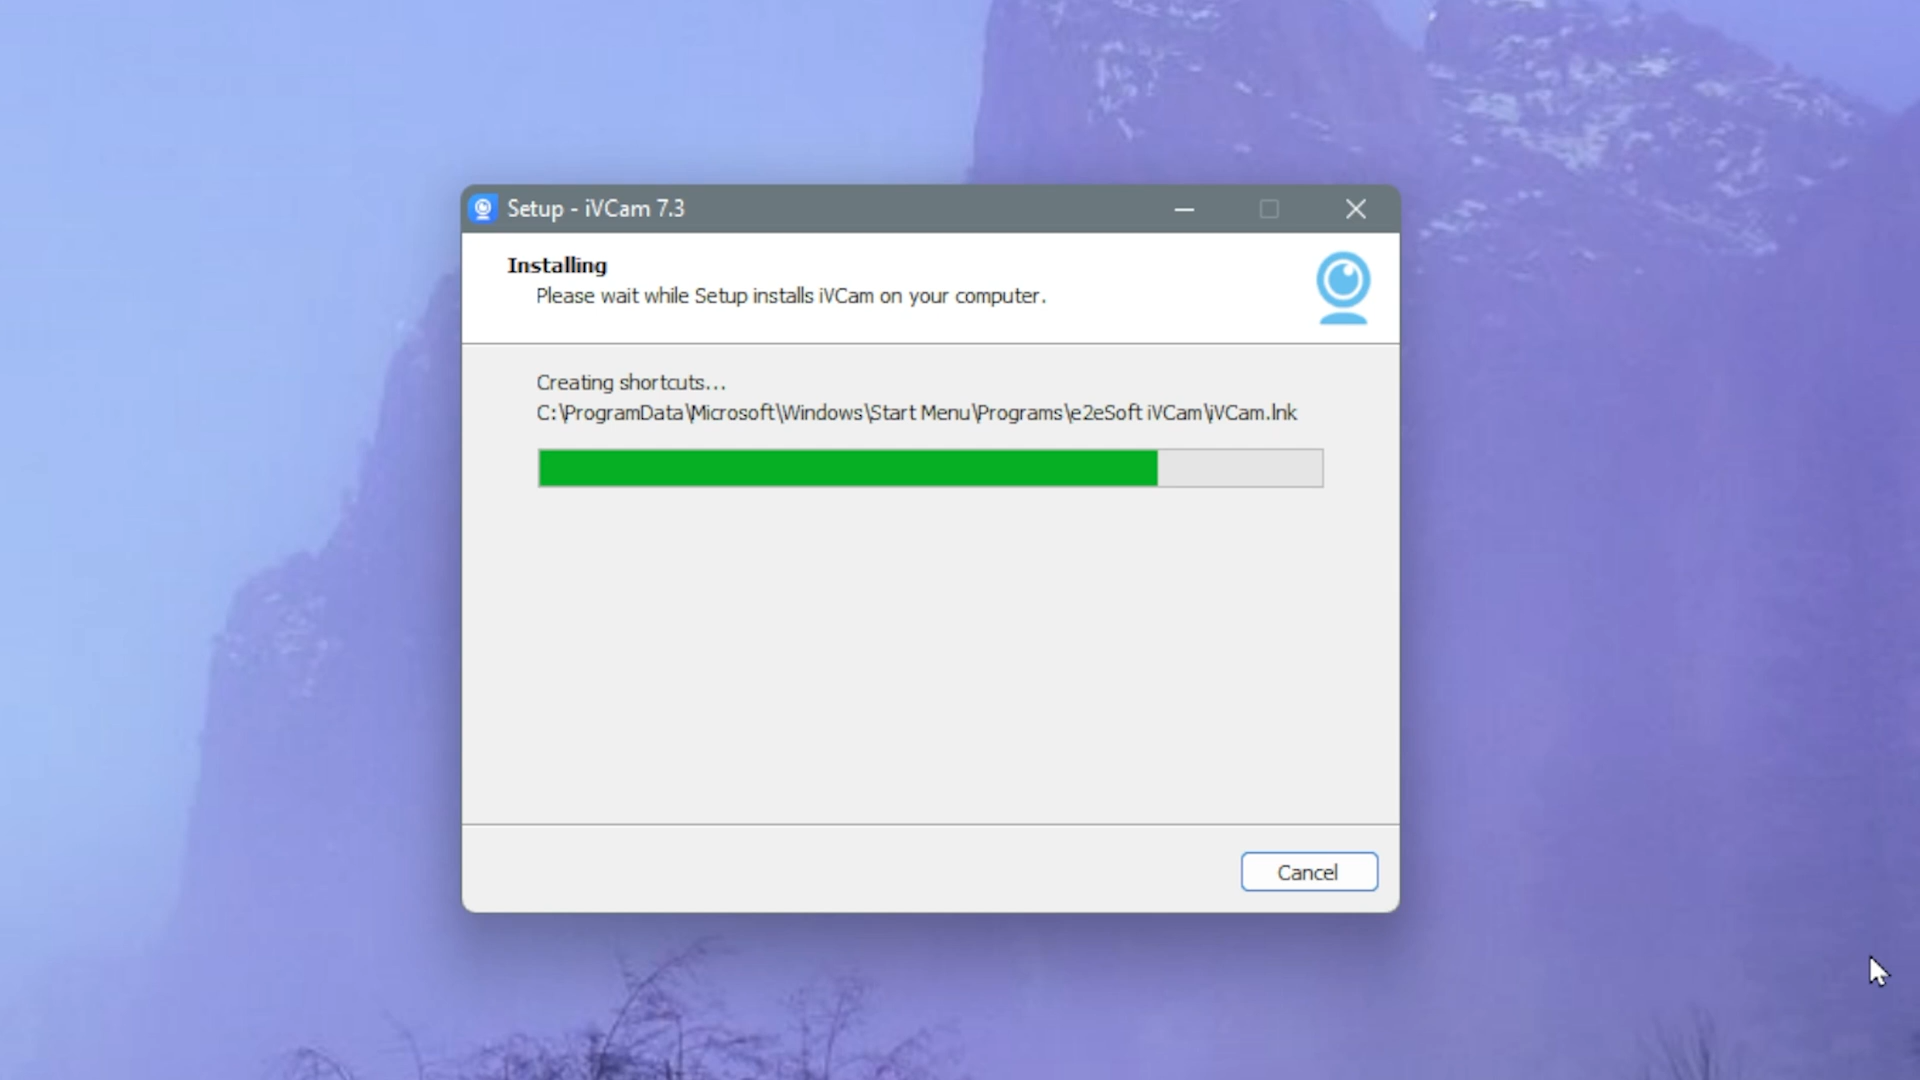 Setup - iVCam 7.3
Installing
Please wait while Setup installs iVCam on your computer.
Creating shortcuts...
C:\ProgramData\Microsoft\Windows\Start Menu\Programs\e2eSoft iVCam\iVCam.lnk
Cancel